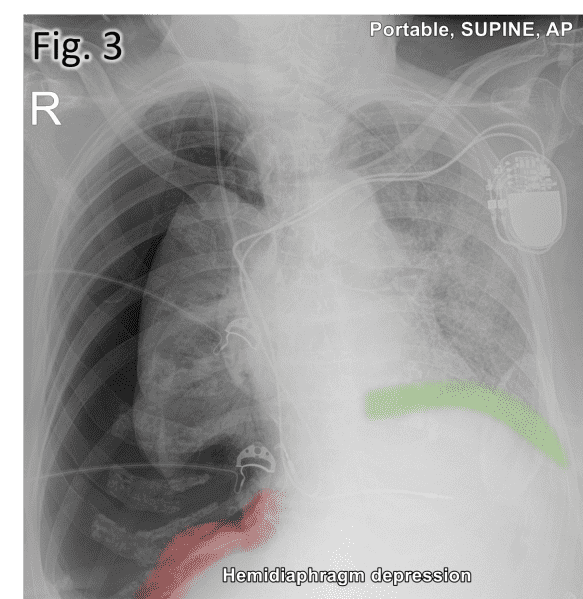 Portable, SUPINE, AP
Fig. 3
R
Hemidiaphragm depression